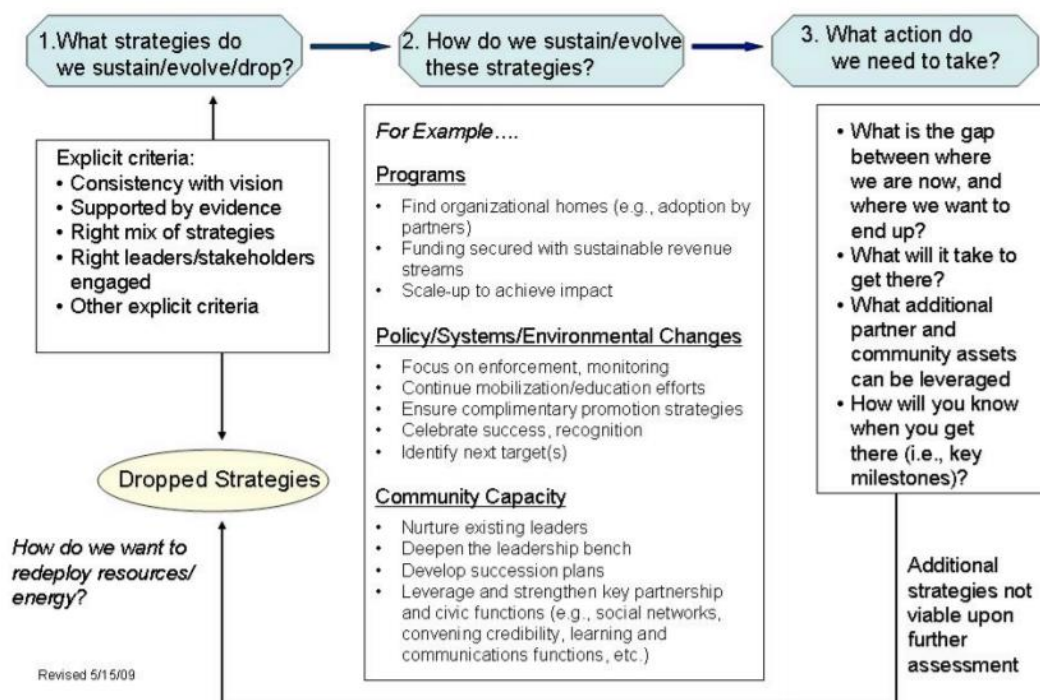 1.What strategies do
we sustain/evolve/drop?
2. How do we sustain/evolve
these strategies?
3. What action do
we need to take?
Explicit criteria:
• Consistency with vision
• Supported by evidence
• Right mix of strategies
• Right leaders/stakeholders
engaged
• Other explicit criteria
Dropped Strategies
How do we want to
redeploy resources/
energy?
Revised 5/15/09
For Example….
Programs
• Find organizational homes (e.g., adoption by
partners)
• Funding secured with sustainable revenue
streams
• Scale-up to achieve impact
Policy/Systems/Environmental Changes
• Focus on enforcement, monitoring
• Continue mobilization/education efforts
• Ensure complimentary promotion strategies
• Celebrate success, recognition
• Identify next target(s)
Community Capacity
• Nurture existing leaders
• Deepen the leadership bench
• Develop succession plans
• Leverage and strengthen key partnership
and civic functions (e.g., social networks,
convening credibility, learning and
communications functions, etc.)
• What is the gap
between where
we are now, and
where we want to
end up?
• What will it take to
get there?
• What additional
partner and
community assets
can be leveraged
• How will you know
when you get
there (i.e., key
milestones)?
Additional
strategies not
viable upon
further
assessment